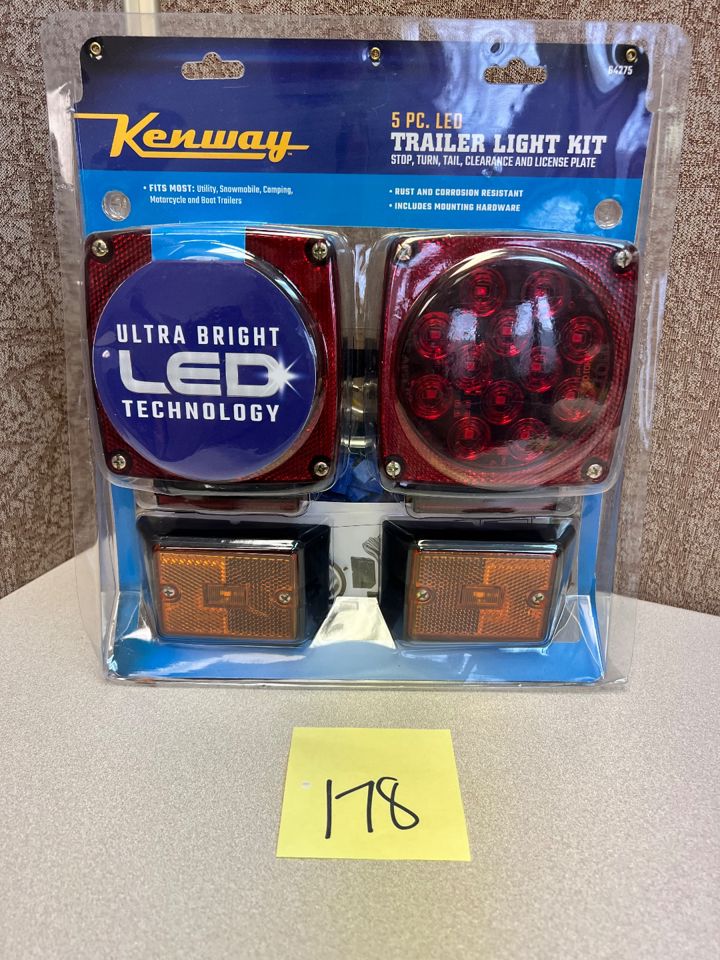 64275
Kenway™
5 PC. LED
TRAILER LIGHT KIT
STOP, TURN, TAIL, CLEARANCE AND LICENSE PLATE
• FITS MOST: Utility, Snowmobile, Camping,
Motorcycle and Boat Trailers
• RUST AND CORROSION RESISTANT
• INCLUDES MOUNTING HARDWARE
ULTRA BRIGHT
LED
TECHNOLOGY
178